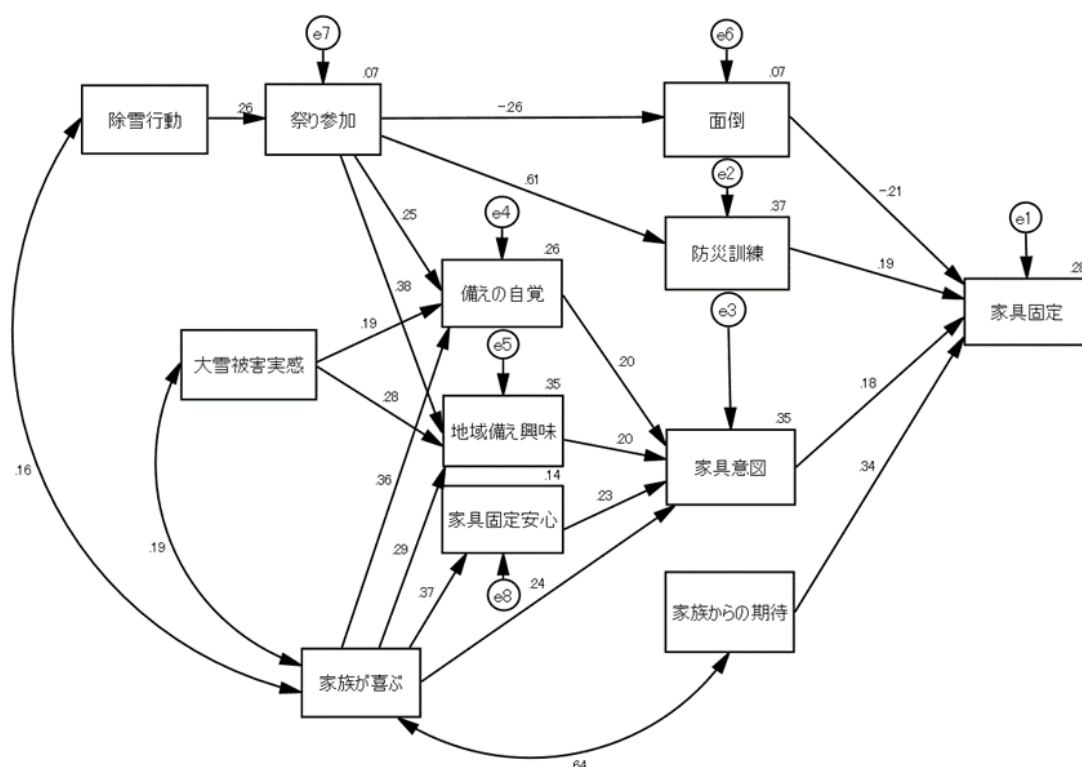 e7
e6
.07
.07
除雪行動
.26
祭り参加
-.26
面倒
.61
e2
-.21
.25
e4
.37
e1
.26
防災訓練
.19
.28
備えの自覚
.38
e3
家具固定
.19
e5
大雪被害実感
.20
.28
.35
.35
.18
地域備え興味
.20
家具意図
.16
.36
.14
.34
家具固定安心
.23
.19
.29
.37
e8
.24
家族からの期待
家族が喜ぶ
.64